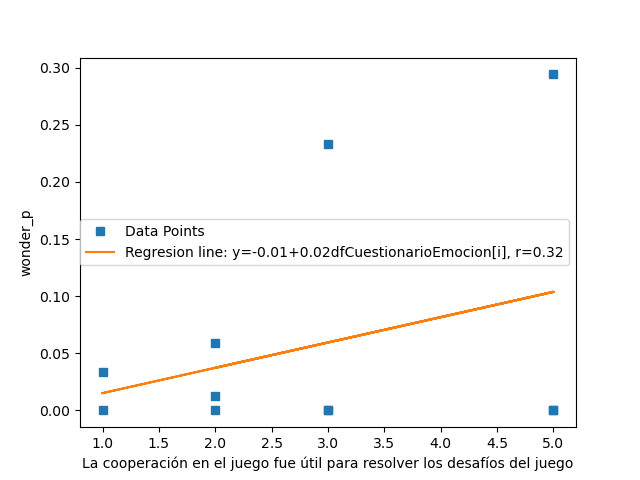 0.30
0.25
0.20
0.15
0.10
0.05
0.00
wonder_p
Data Points
Regresion line: y=-0.01+0.02dfCuestionarioEmocion[i], r=0.32
1.0 1.5 2.0 2.5 3.0 3.5 4.0 4.5 5.0
La cooperación en el juego fue útil para resolver los desafíos del juego